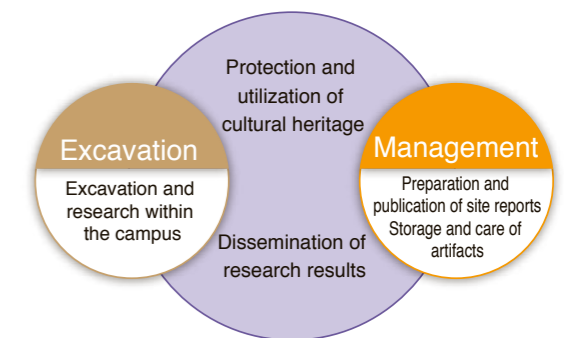 Protection and
utilization of
cultural heritage
Excavation
Excavation and
research within
the campus
Management
Preparation and
publication of site reports
Storage and care of
artifacts
Dissemination of
research results